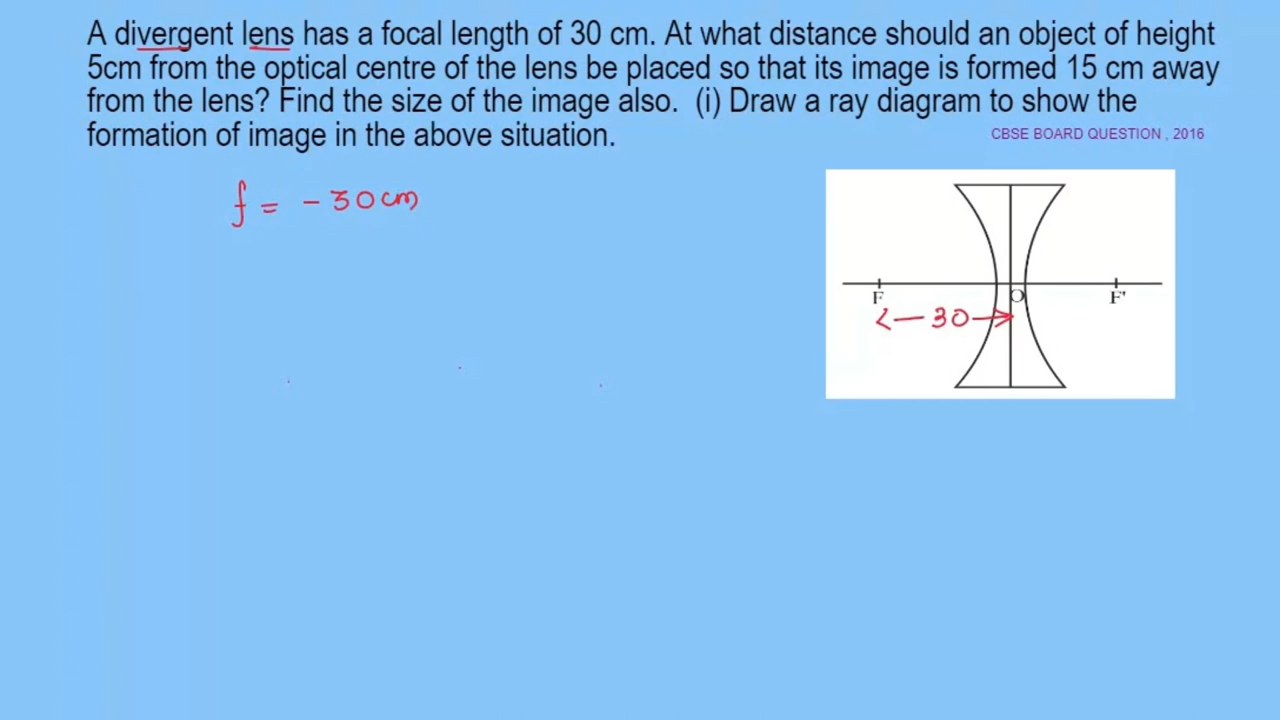 A divergent lens has a focal length of 30 cm. At what distance should an object of height
5cm from the optical centre of the lens be placed so that its image is formed 15 cm away
from the lens? Find the size of the image also. (i) Draw a ray diagram to show the
formation of image in the above situation.
CBSE BOARD QUESTION , 2016
f = - 30 cm
F O F'
30